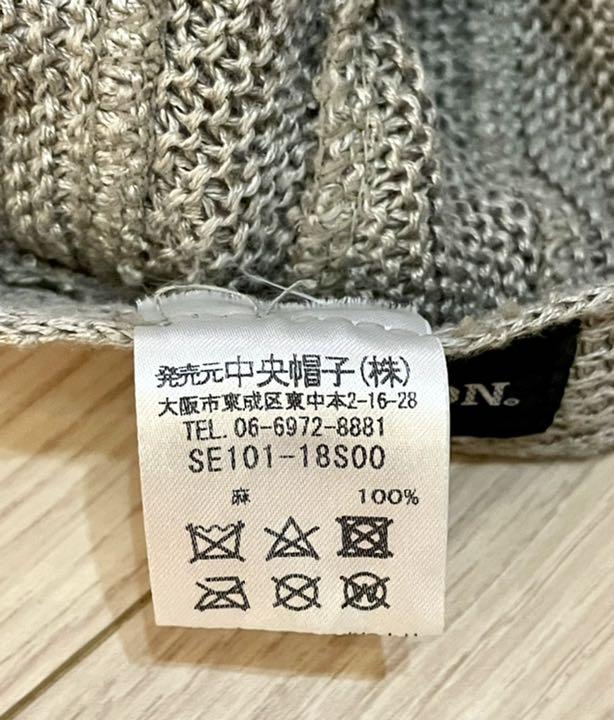 発売元中央帽子(株)
大阪市東成区東中本2-16-28
TEL. 06-6972-8881
SE101-18S00
麻 100%
W
ON.